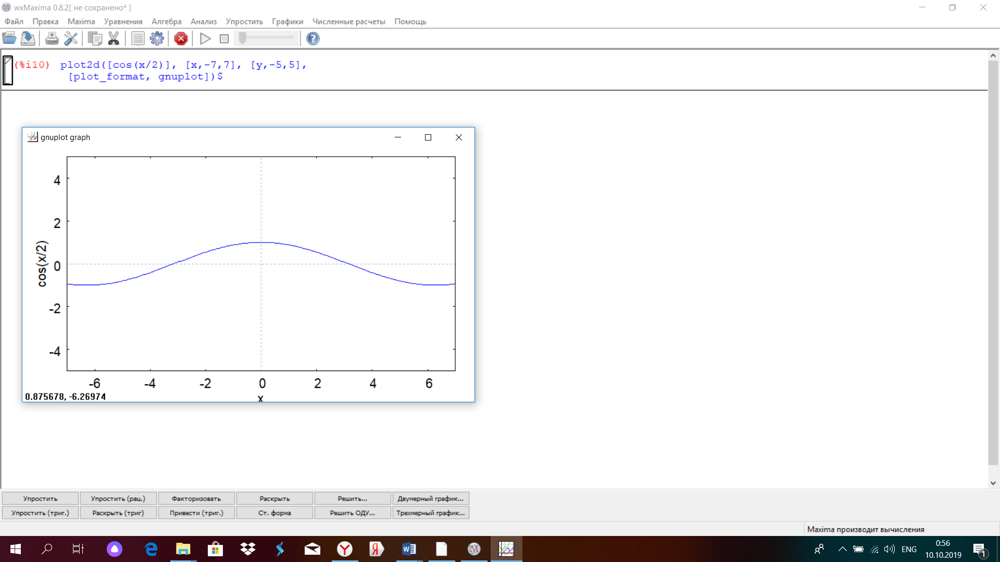 wxMaxima 0.8.2[ не сохранено* ]
Файл Правка Maxima Уравнения Алгебра Анализ Упростить Графики Численные расчеты Помощь
(%i10) plot2d([cos(x/2)], [x,-7,7], [y,-5,5],
[plot_format, gnuplot])$
gnuplot graph
4
2
cos(x/2)
0
-2
-4
-6 -4 -2 0 2 4 6
0.875678, -6.26974
x
Упростить Упростить (рац.) Факторизовать Раскрыть Решить... Двумерный график...
Упростить (триг.) Раскрыть (триг) Привести (триг.) Ст. форма Решить ОДУ... Трехмерный график...
Maxima производит вычисления
ENG
0:56
10.10.2019
1